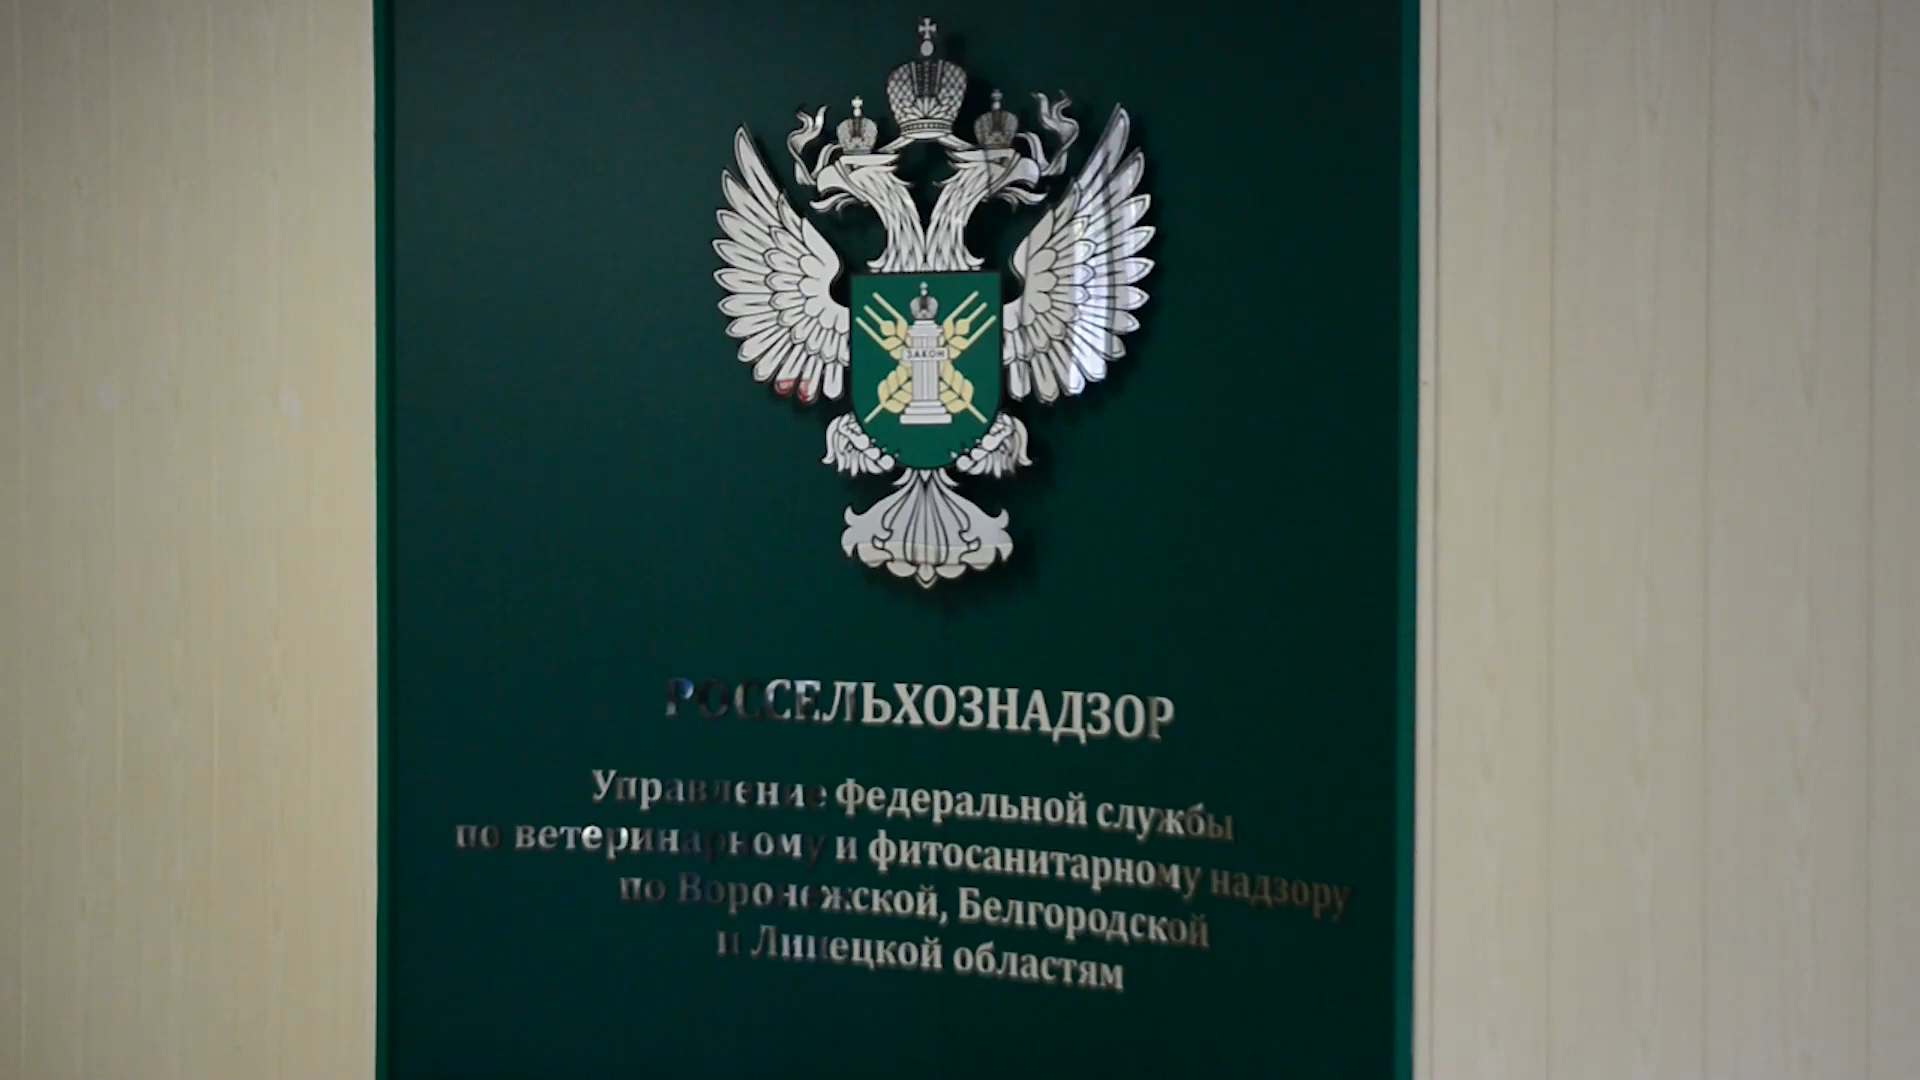 ЗАКОН
РОССЕЛЬХОЗНАДЗОР
Управление федеральной службы
по ветеринарному и фитосанитарному надзору
по Воронежской, Белгородской
и Липецкой областям